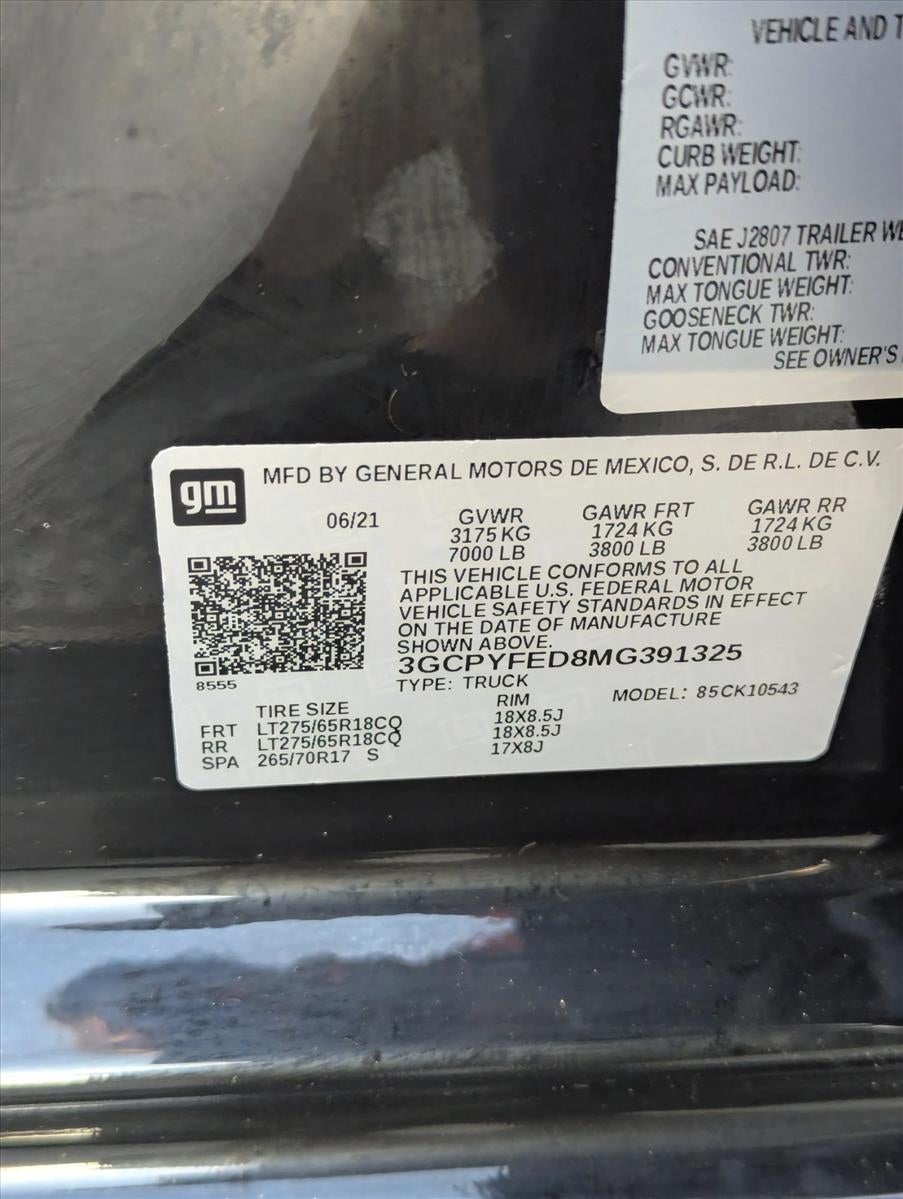 VEHICLE AND
GVWR:
GCWR:
RGAWR:
CURB WEIGHT:
MAX PAYLOAD:
SAE J2807 TRAILER
CONVENTIONAL TWR:
MAX TONGUE WEIGHT:
GOOSENECK TWR:
MAX TONGUE WEIGHT:
SEE OWNER'S
gm
MFD BY GENERAL MOTORS DE MEXICO, S. DE R.L. DE C.V.
06/21 GVWR GAWR FRT GAWR RR
3175 KG 1724 KG 1724 KG
7000 LB 3800 LB 3800 LB
THIS VEHICLE CONFORMS TO ALL
APPLICABLE U.S. FEDERAL MOTOR
VEHICLE SAFETY STANDARDS IN EFFECT
ON THE DATE OF MANUFACTURE
SHOWN ABOVE.
3GCPYFED8MG391325
8555
TYPE: TRUCK MODEL: 85CK10543
TIRE SIZE RIM
FRT LT275/65R18CQ 18X8.5J
RR LT275/65R18CQ 18X8.5J
SPA 265/70R17 S 17X8J